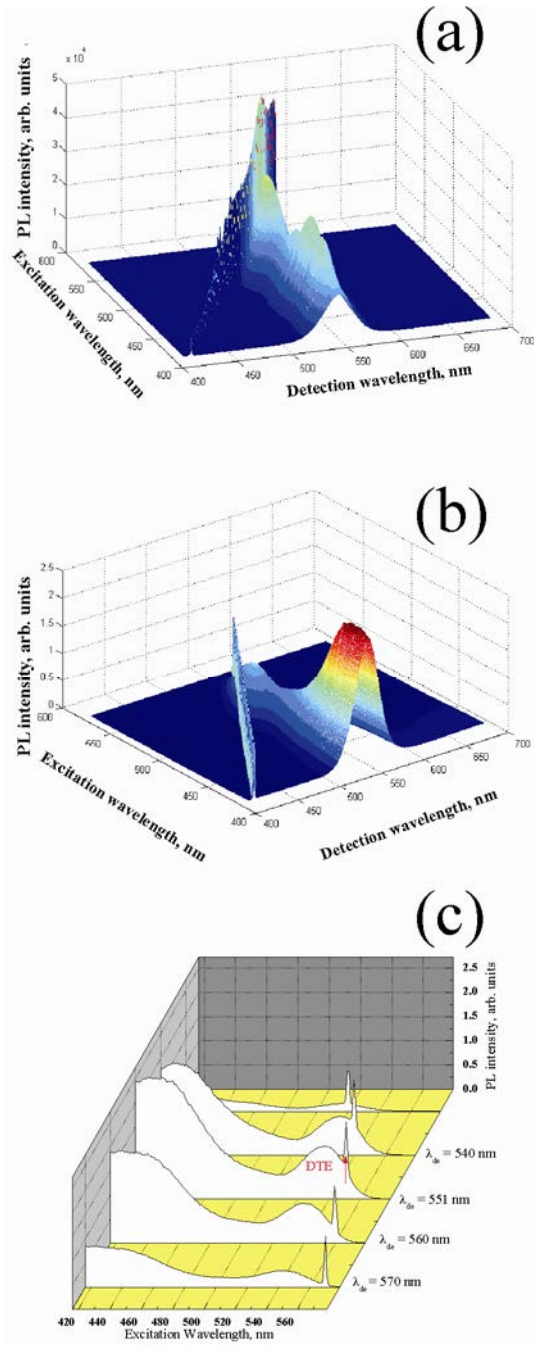 (a)
× 10⁴
5
4
3
2
1
0
PL intensity, arb. units
600
550
500
450
400
Excitation wavelength, nm
400
450
500
550
600
650
700
Detection wavelength, nm
(b)
2.5
2
1.5
1
0.5
0
PL intensity, arb. units
600
550
500
450
400
Excitation wavelength, nm
400
450
500
550
600
650
700
Detection wavelength, nm
(c)
2.5
2.0
1.5
1.0
0.5
0.0
PL intensity, arb. units
DTE
λde = 540 nm
λde = 551 nm
λde = 560 nm
λde = 570 nm
420 440 460 480 500 520 540 560
Excitation Wavelength, nm